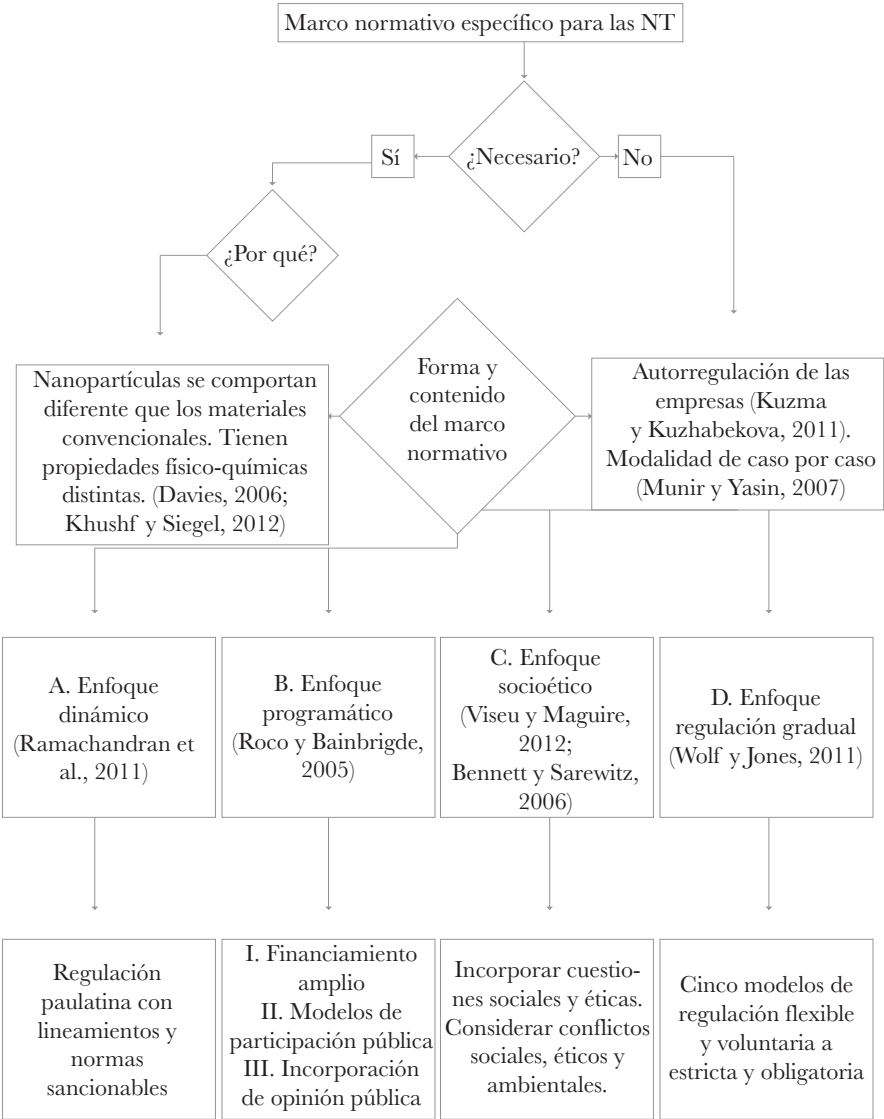 Marco normativo específico para las NT
¿Necesario?
Sí
No
¿Por qué?
Nanopartículas se comportan
diferente que los materiales
convencionales. Tienen
propiedades físico-químicas
distintas. (Davies, 2006;
Khushf y Siegel, 2012)
Forma y
contenido
del marco
normativo
Autorregulación de las
empresas (Kuzma
y Kuzhabekova, 2011).
Modalidad de caso por caso
(Munir y Yasin, 2007)
A. Enfoque
dinámico
(Ramachandran et
al., 2011)
B. Enfoque
programático
(Roco y Bainbrigde,
2005)
C. Enfoque
socioético
(Viseu y Maguire,
2012;
Bennett y Sarewitz,
2006)
D. Enfoque
regulación gradual
(Wolf y Jones, 2011)
Regulación
paulatina con
lineamientos y
normas
sancionables
I. Financiamiento
amplio
II. Modelos de
participación pública
III. Incorporación
de opinión pública
Incorporar cuestio-
nes sociales y éticas.
Considerar conflictos
sociales, éticos y
ambientales.
Cinco modelos de
regulación flexible
y voluntaria a
estricta y obligatoria